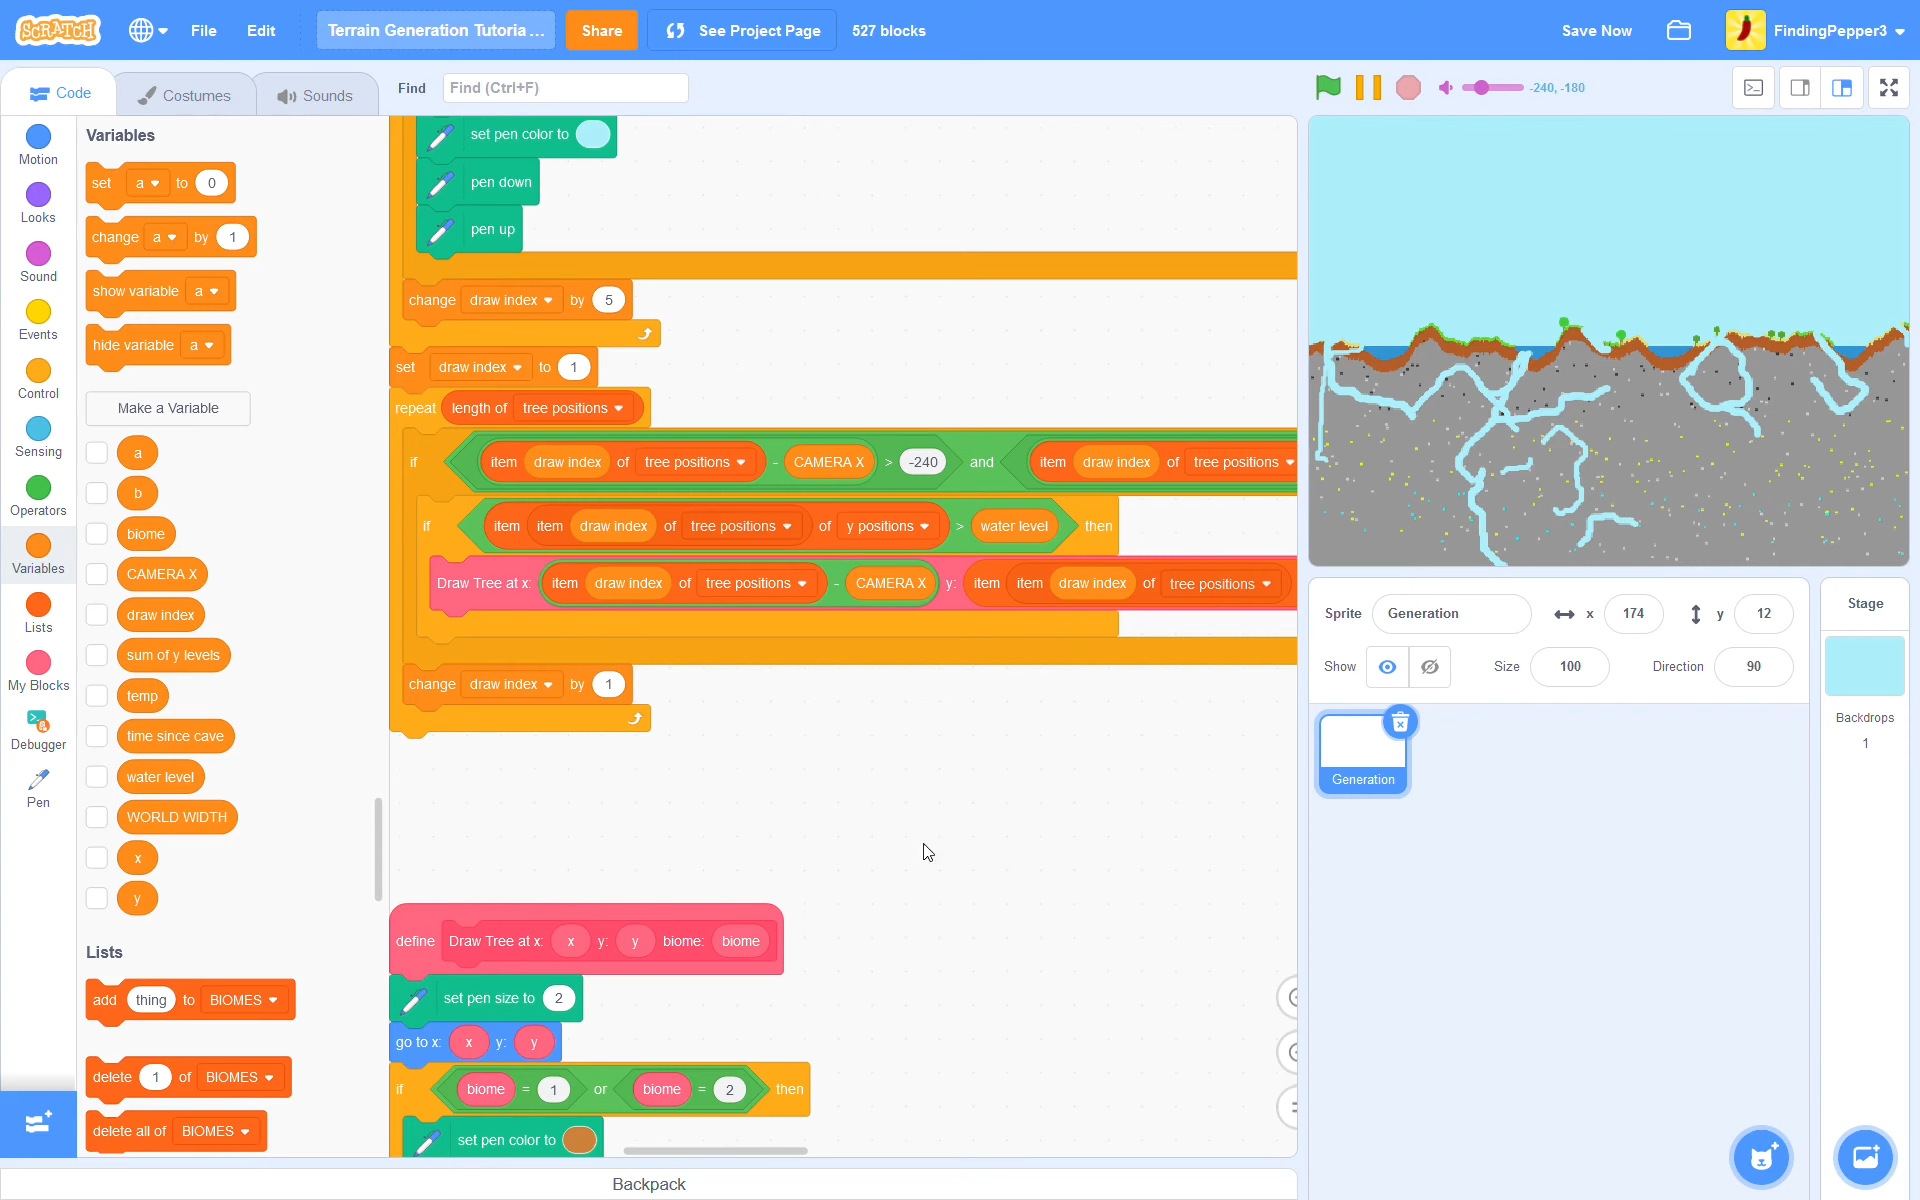 SCRATCH
File
Edit
Terrain Generation Tutoria ...
Share
See Project Page
527 blocks
Save Now
FindingPepper3
Code
Costumes
Sounds
Find
Find (Ctrl+F)
-240, -180
Motion
Looks
Sound
Events
Control
Sensing
Operators
Variables
Lists
My Blocks
Debugger
Pen
Variables
set a to 0
change a by 1
show variable a
hide variable a
Make a Variable
a
b
biome
CAMERA X
draw index
sum of y levels
temp
time since cave
water level
WORLD WIDTH
x
y
Lists
add thing to BIOMES
delete 1 of BIOMES
delete all of BIOMES
set pen color to
pen down
pen up
change draw index by 5
set draw index to 1
repeat length of tree positions
if item draw index of tree positions - CAMERA X > -240 and item draw index of tree positions
if item item draw index of tree positions of y positions > water level then
Draw Tree at x: item draw index of tree positions - CAMERA X y: item item draw index of tree positions
change draw index by 1
define Draw Tree at x: x y: y biome: biome
set pen size to 2
go to x: x y: y
if biome = 1 or biome = 2 then
set pen color to
Backpack
Sprite Generation x 174 y 12
Show Size 100 Direction 90
Generation
Stage
Backdrops
1